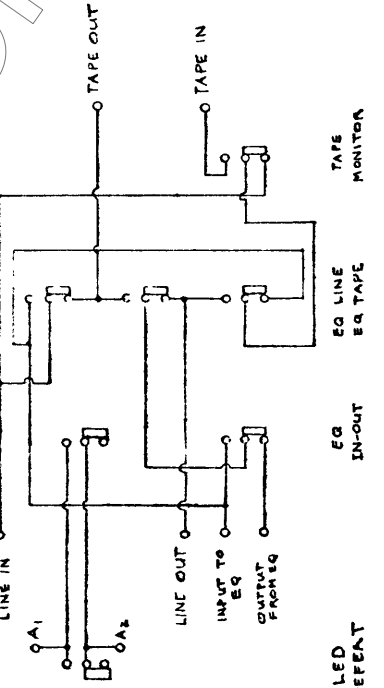 TAPE OUT
TAPE IN
LINE IN
A1
A2
LINE OUT
INPUT TO
EQ
OUTPUT
FROM EQ
LED
EQ
IN-OUT
EQ LINE
EQ TAPE
TAPE
MONITOR